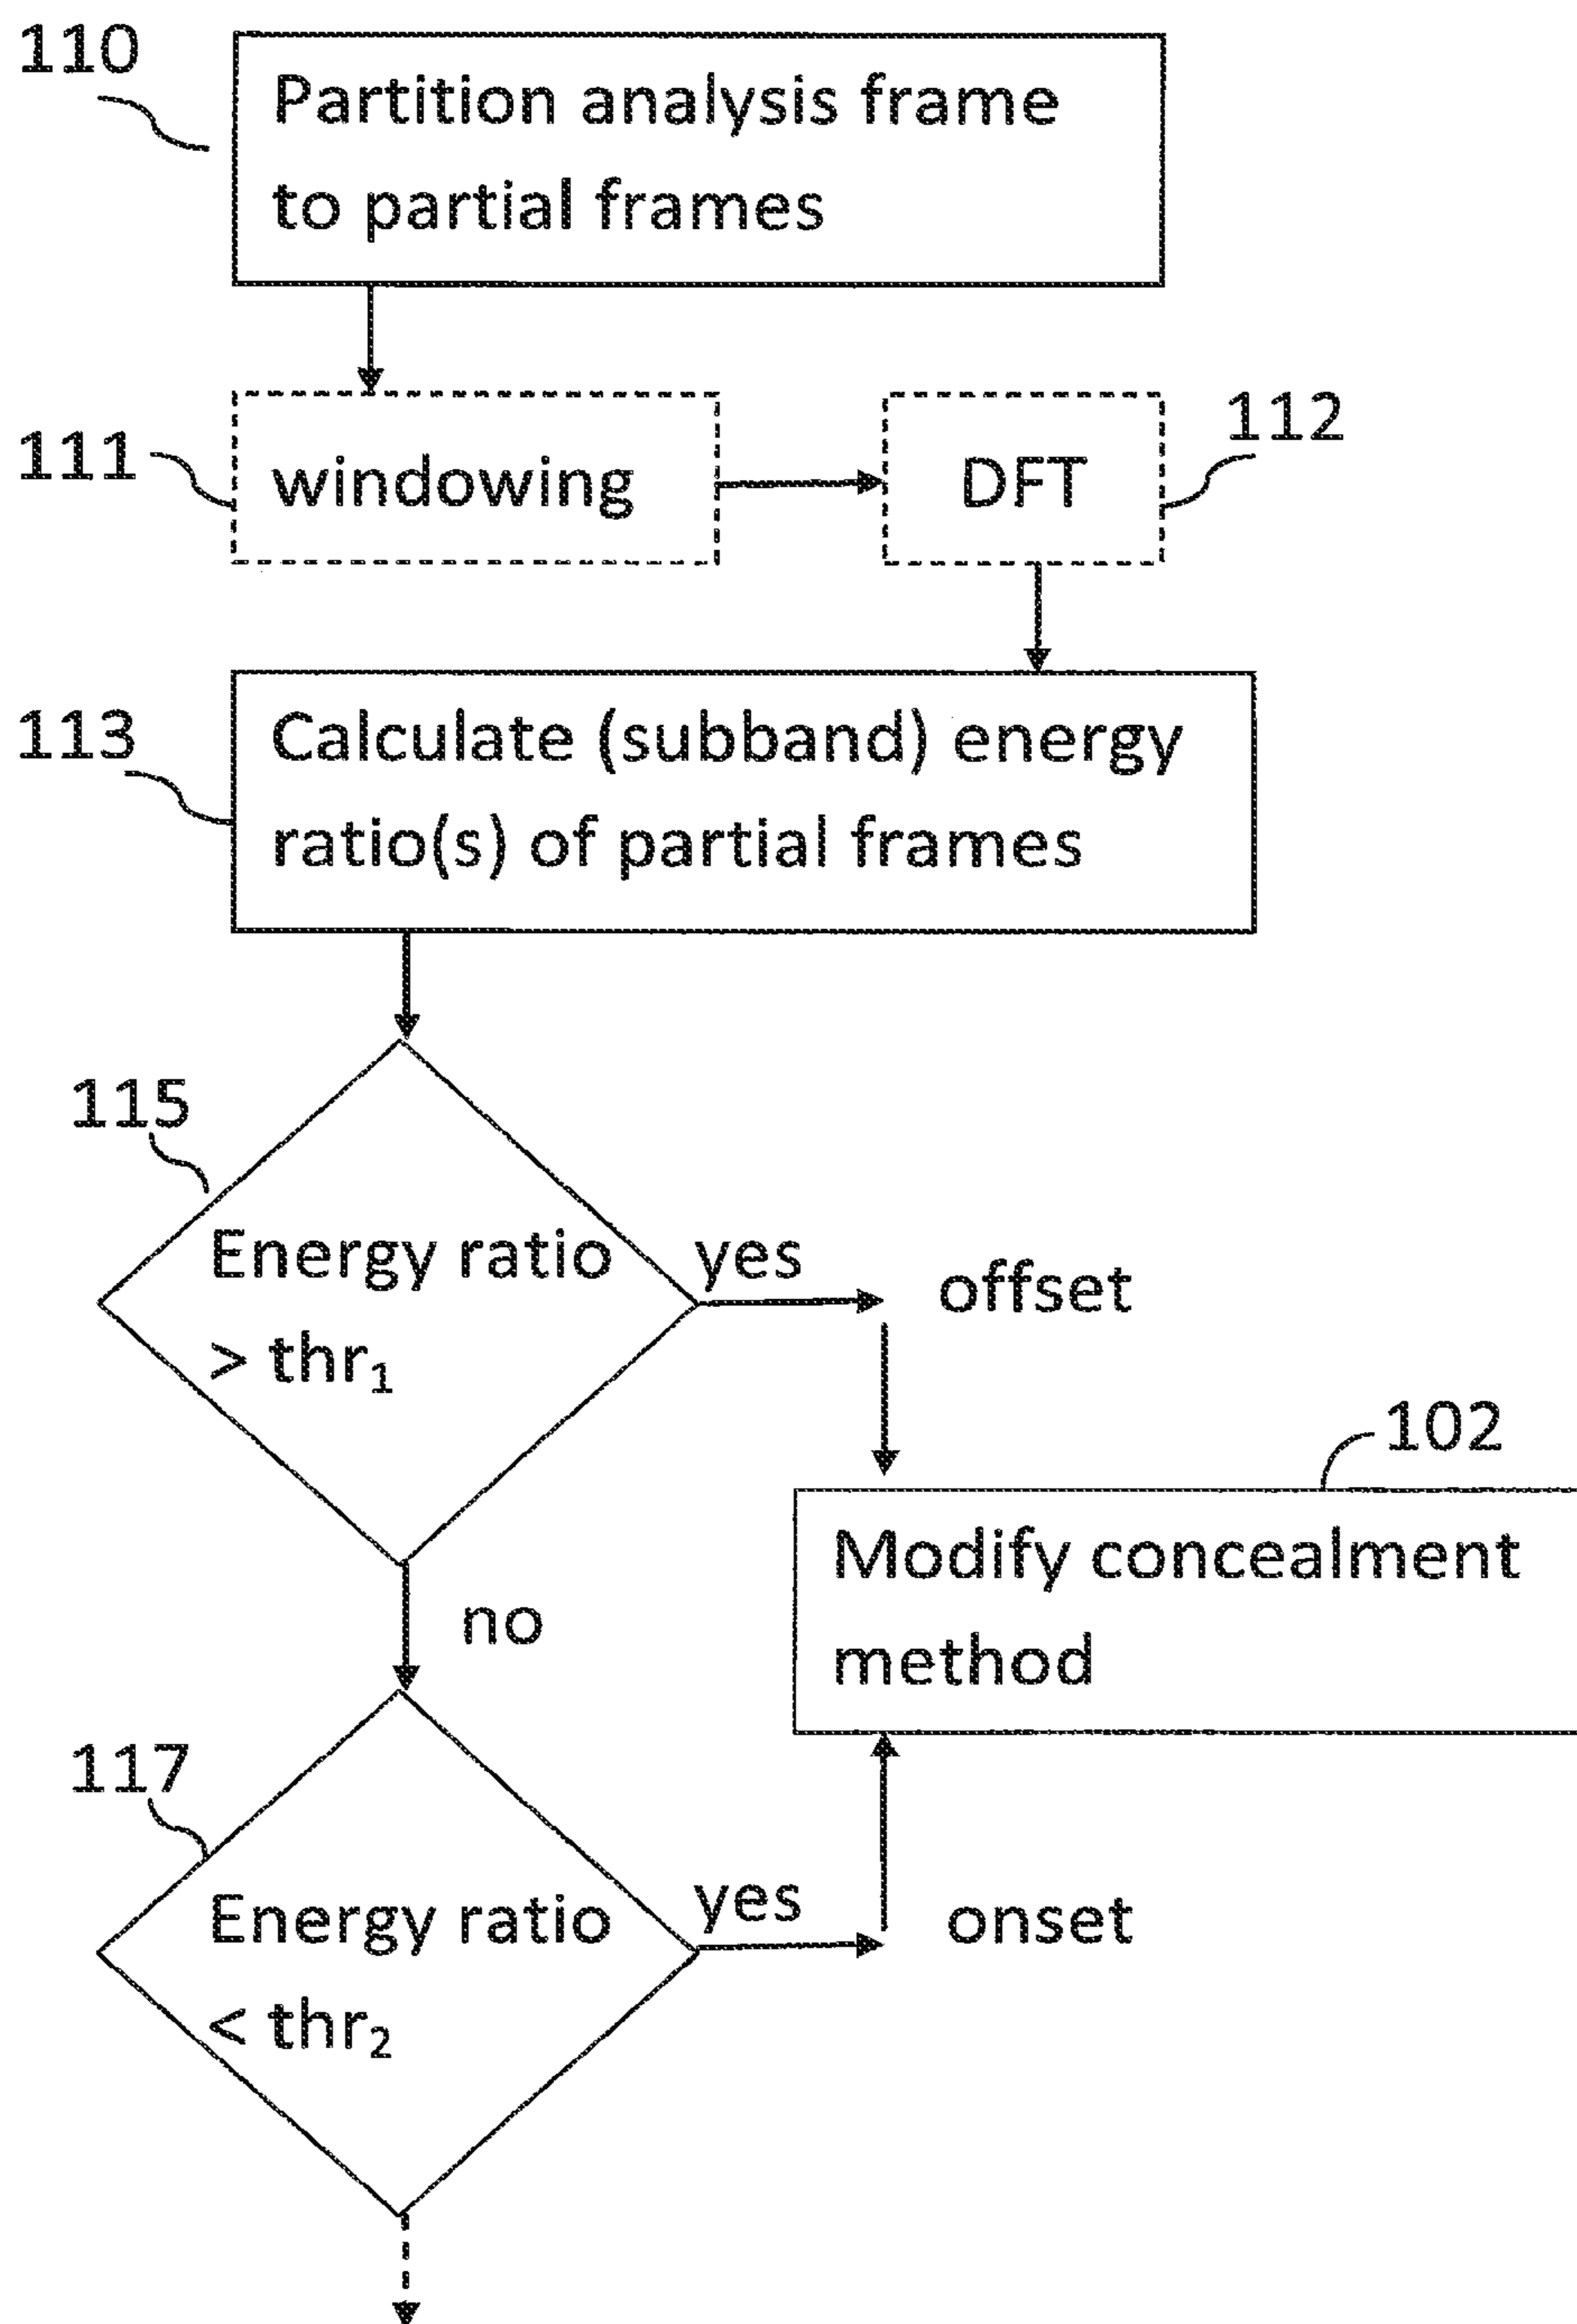 110
Partition analysis frame
to partial frames
111
windowing
DFT
112
113
Calculate (subband) energy
ratio(s) of partial frames
115
Energy ratio
> thr₁
yes
offset
102
Modify concealment
method
no
117
Energy ratio
< thr₂
yes
onset